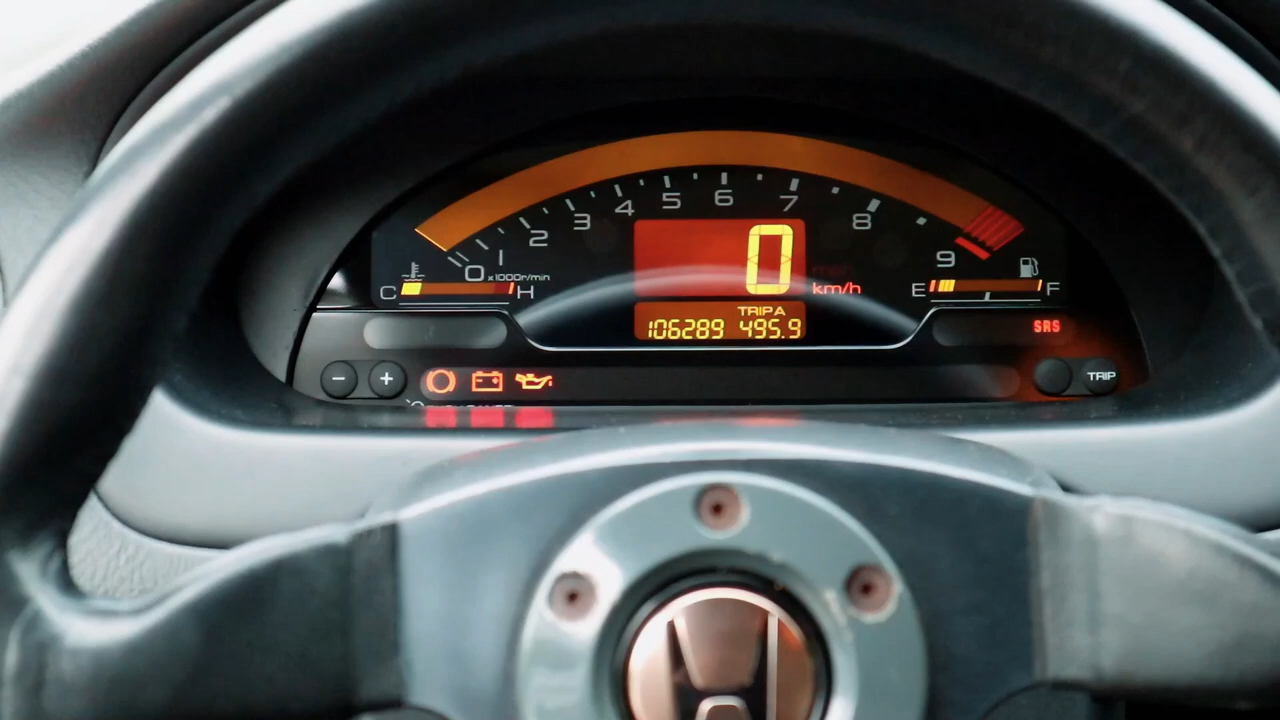 0 1 2 3 4 5 6 7 8 9
x1000r/min
C H
0
km/h
E F
TRIP A
106289 495.9
SRS
− +
TRIP